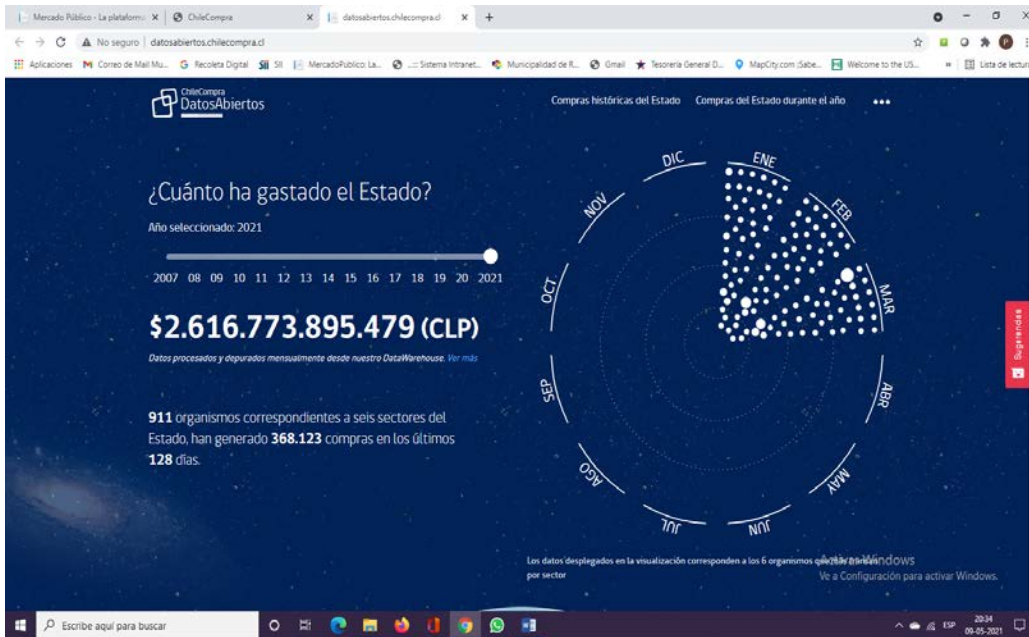 Mercado Público - La plataform
ChileCompra
datosabiertos.chilecompra.cl
No seguro | datosabiertos.chilecompra.cl
Aplicaciones
Correo de Mail Mu...
Recoleta Digital
SII
MercadoPublico: La...
..:: Sistema Intranet...
Municipalidad de R...
Gmail
Tesorería General D...
MapCity.com :Sabe...
Welcome to the US...
»
Lista de lectura
ChileCompra
DatosAbiertos
Compras históricas del Estado
Compras del Estado durante el año
¿Cuánto ha gastado el Estado?
Año seleccionado: 2021
2007 08 09 10 11 12 13 14 15 16 17 18 19 20 2021
$2.616.773.895.479 (CLP)
Datos procesados y depurados mensualmente desde nuestro DataWarehouse. Ver más
911 organismos correspondientes a seis sectores del
Estado, han generado 368.123 compras en los últimos
128 días.
ENE
FEB
MAR
ABR
MAY
JUN
JUL
AGO
SEP
OCT
NOV
DIC
Sugerencias
Los datos desplegados en la visualización corresponden a los 6 organismos
por sector
Activar Windows
Ve a Configuración para activar Windows.
Escribe aquí para buscar
ESP
20:34
09-05-2021